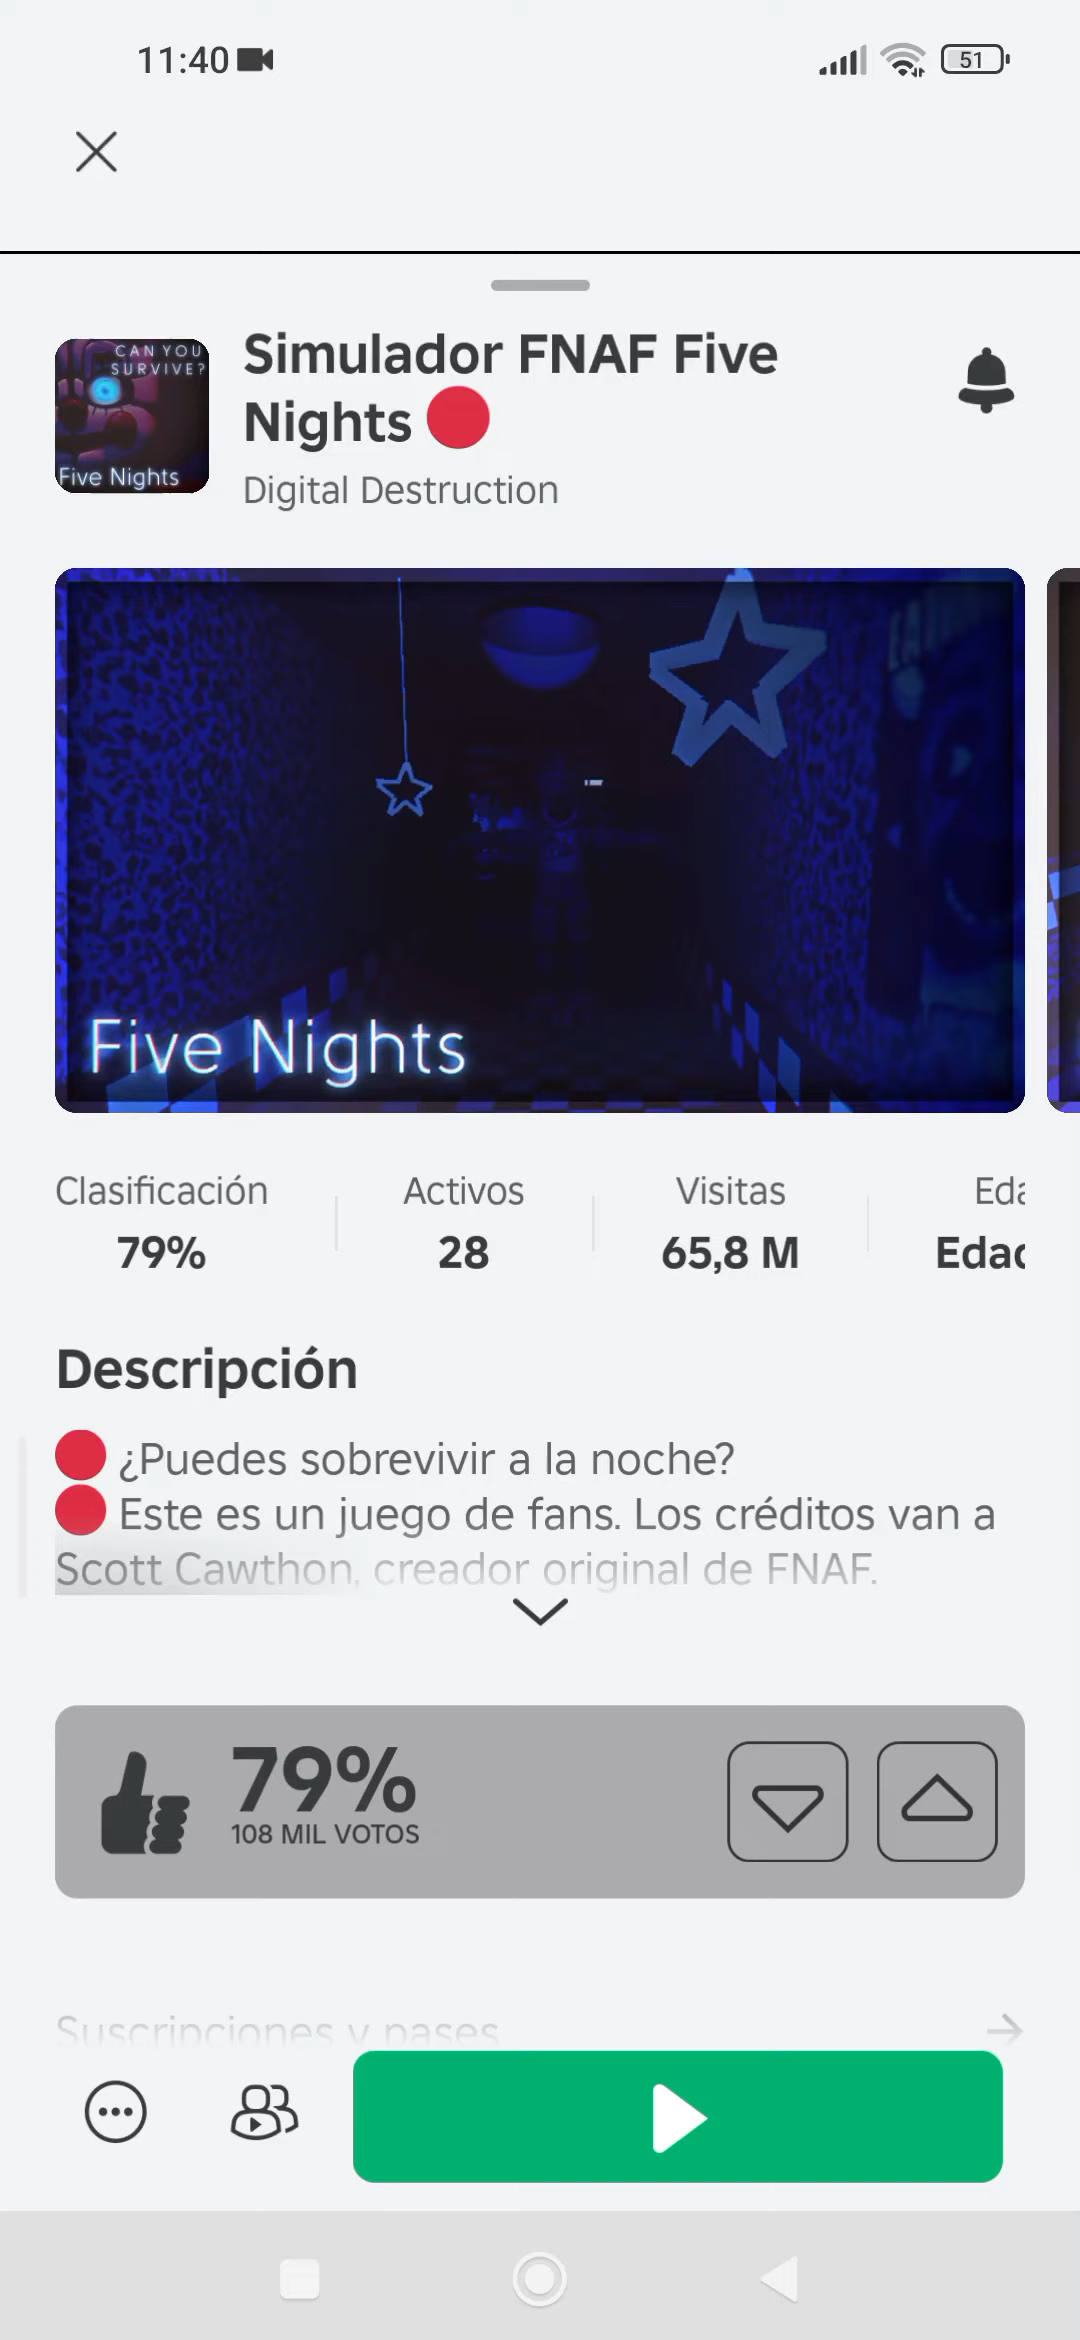 11:40
51
CAN YOU
SURVIVE?
Five Nights
Simulador FNAF Five
Nights
Digital Destruction
Five Nights
Clasificación
79%
Activos
28
Visitas
65,8 M
Eda
Edad
Descripción
¿Puedes sobrevivir a la noche?
Este es un juego de fans. Los créditos van a
Scott Cawthon, creador original de FNAF.
79%
108 MIL VOTOS
Suscripciones y pases